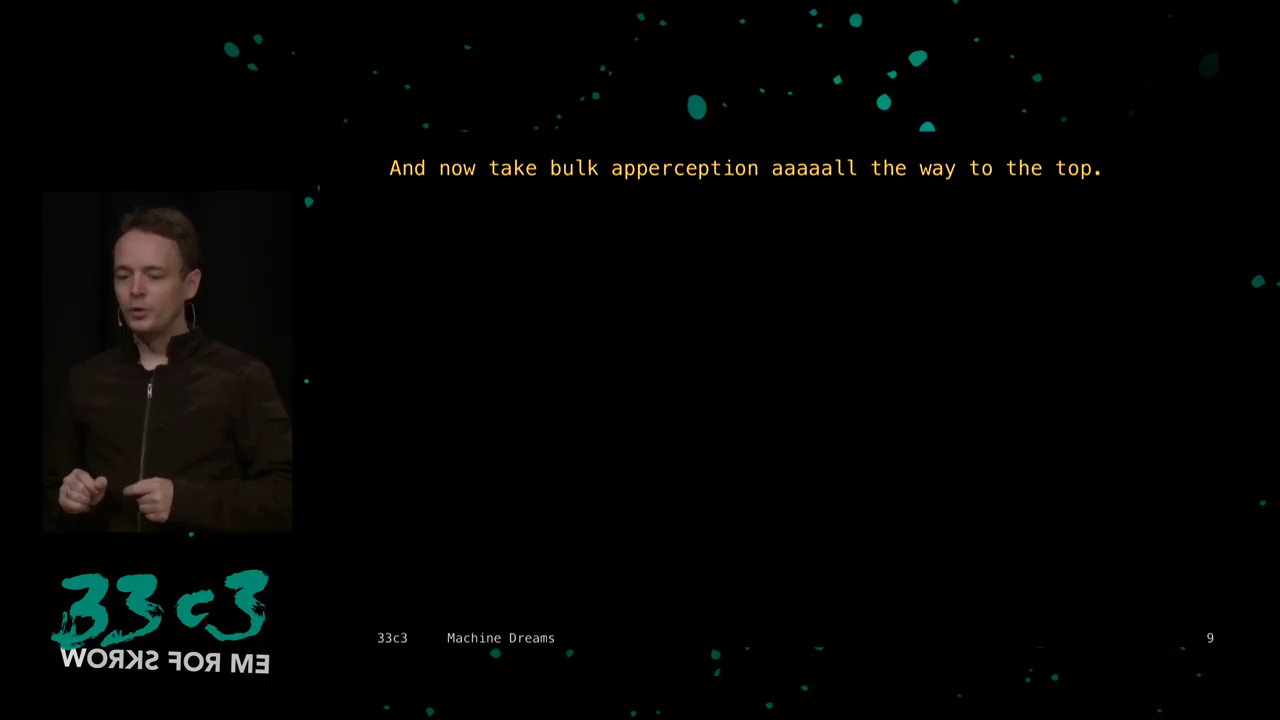 And now take bulk apperception aaaaall the way to the top.
33c3
WORKS FOR ME
33c3 Machine Dreams 9